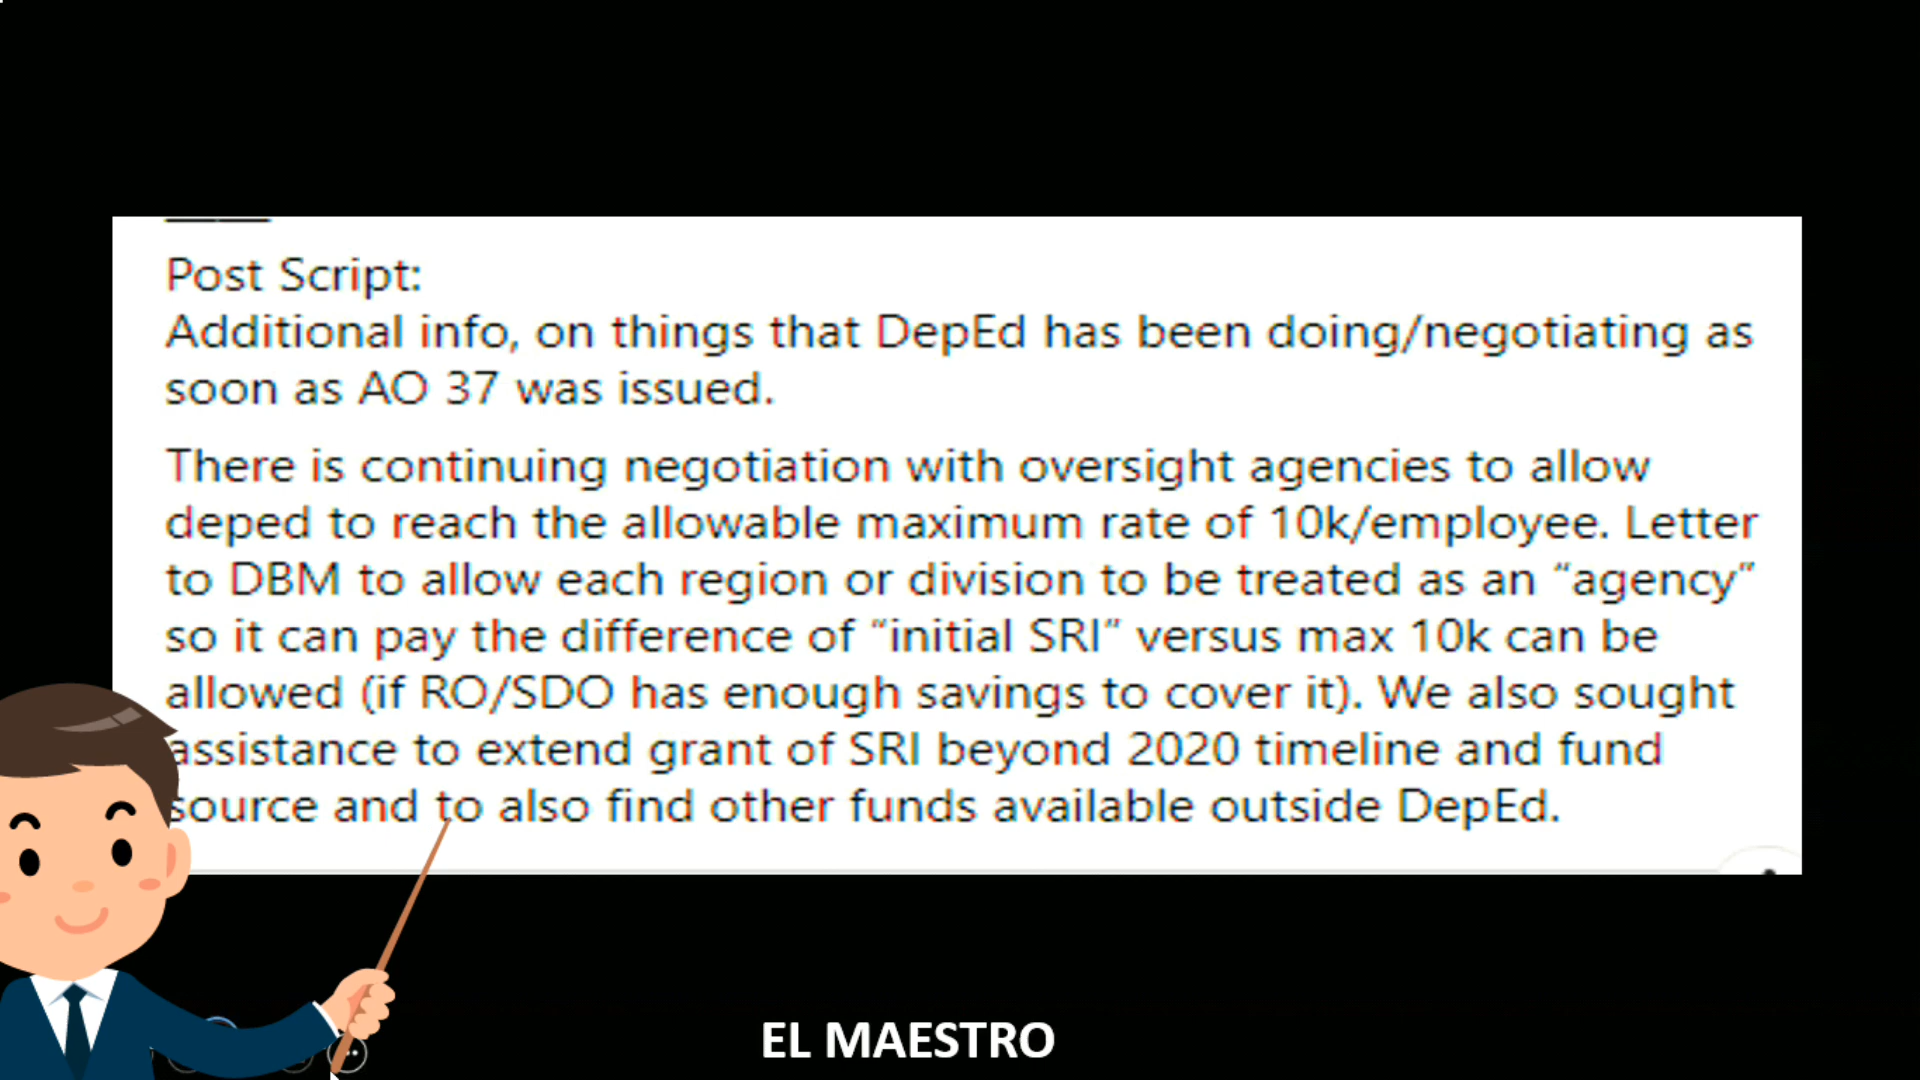 Post Script:
Additional info, on things that DepEd has been doing/negotiating as
soon as AO 37 was issued.
There is continuing negotiation with oversight agencies to allow
deped to reach the allowable maximum rate of 10k/employee. Letter
to DBM to allow each region or division to be treated as an “agency”
so it can pay the difference of “initial SRI” versus max 10k can be
allowed (if RO/SDO has enough savings to cover it). We also sought
assistance to extend grant of SRI beyond 2020 timeline and fund
source and to also find other funds available outside DepEd.
EL MAESTRO